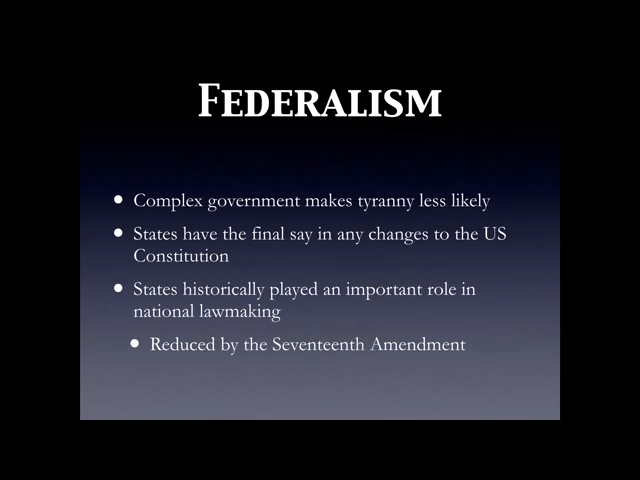 FEDERALISM
• Complex government makes tyranny less likely
• States have the final say in any changes to the US
Constitution
• States historically played an important role in
national lawmaking
• Reduced by the Seventeenth Amendment